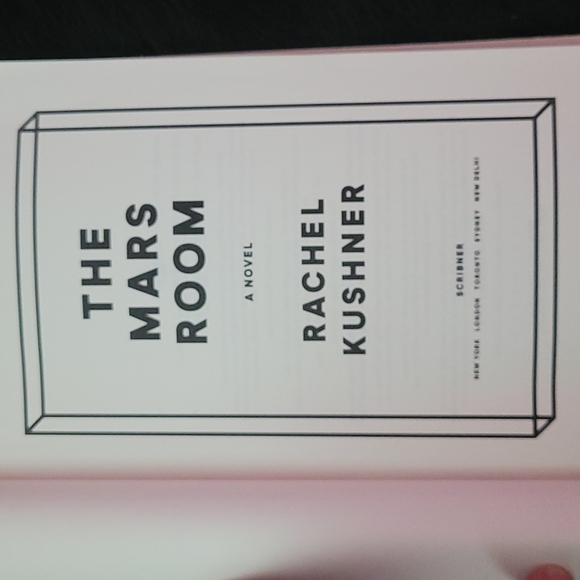 THE
MARS
ROOM
A NOVEL
RACHEL
KUSHNER
SCRIBNER
NEW YORK LONDON TORONTO SYDNEY NEW DELHI